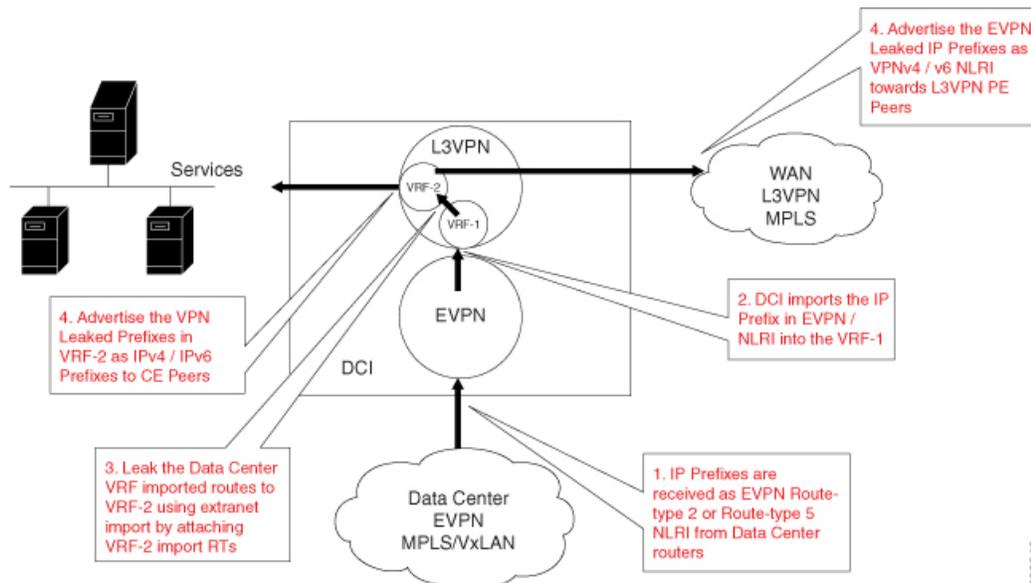 4. Advertise the EVPN
Leaked IP Prefixes as
VPNv4 / v6 NLRI
towards L3VPN PE
Peers
L3VPN
Services
VRF-2
VRF-1
WAN
L3VPN
MPLS
2. DCI imports the IP
Prefix in EVPN /
NLRI into the VRF-1
4. Advertise the VPN
Leaked Prefixes in
VRF-2 as IPv4 / IPv6
Prefixes to CE Peers
EVPN
DCI
3. Leak the Data Center
VRF imported routes to
VRF-2 using extranet
import by attaching
VRF-2 import RTs
Data Center
EVPN
MPLS/VxLAN
1. IP Prefixes are
received as EVPN Route-
type 2 or Route-type 5
NLRI from Data Center
routers